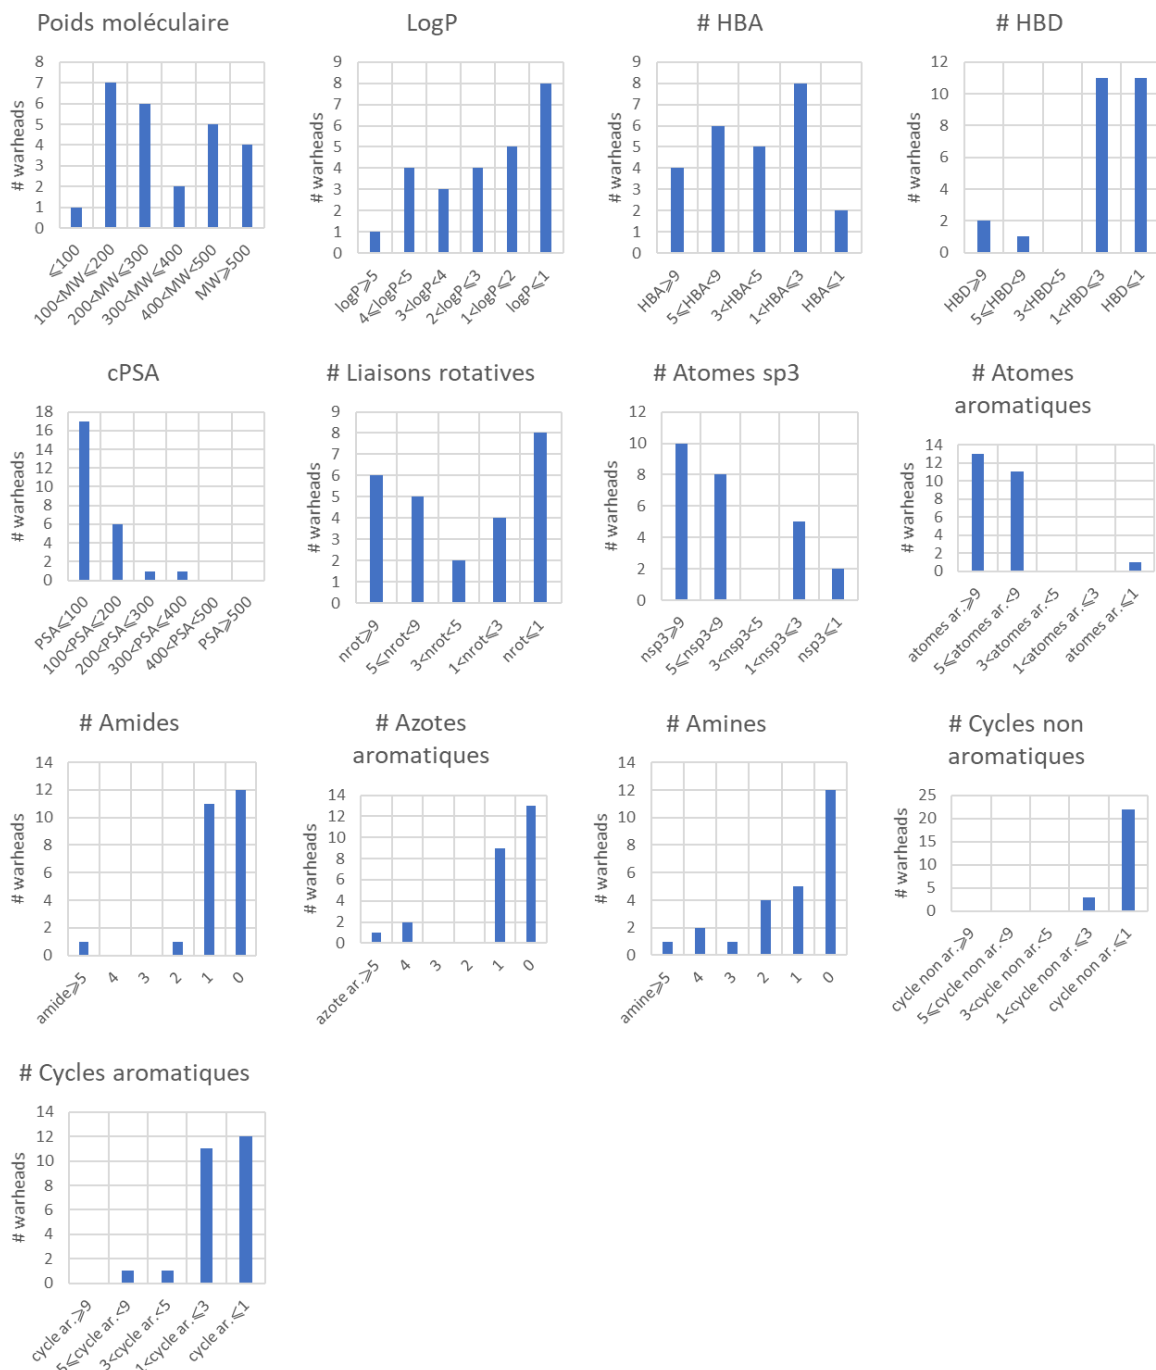 Poids moléculaire
# warheads
8
7
6
5
4
3
2
1
0
⩽100
100<MW⩽200
200<MW⩽300
300<MW⩽400
400<MW<500
MW⩾500
LogP
# warheads
9
8
7
6
5
4
3
2
1
0
logP⩾5
4<logP<5
3<logP<4
2<logP⩽3
1<logP⩽2
logP⩽1
# HBA
# warheads
9
8
7
6
5
4
3
2
1
0
HBA⩾9
5⩽HBA<9
3<HBA<5
1<HBA⩽3
HBA⩽1
# HBD
# warheads
12
10
8
6
4
2
0
HBD⩾9
5⩽HBD<9
3<HBD<5
1<HBD⩽3
HBD⩽1
cPSA
# warheads
18
16
14
12
10
8
6
4
2
0
PSA⩽100
100<PSA⩽200
200<PSA⩽300
300<PSA⩽400
400<PSA<500
PSA⩾500
# Liaisons rotatives
# warheads
9
8
7
6
5
4
3
2
1
0
nrot⩾9
5⩽nrot<9
3<nrot<5
1<nrot⩽3
nrot⩽1
# Atomes sp3
# warheads
12
10
8
6
4
2
0
nsp3⩾9
5⩽nsp3<9
3<nsp3<5
1<nsp3⩽3
nsp3⩽1
# Atomes
aromatiques
# warheads
14
12
10
8
6
4
2
0
atomes ar.⩾9
5⩽atomes ar.<9
3<atomes ar.<5
1<atomes ar.⩽3
atomes ar.⩽1
# Amides
# warheads
14
12
10
8
6
4
2
0
amide⩾5
4
3
2
1
0
# Azotes
aromatiques
# warheads
14
12
10
8
6
4
2
0
azote ar.⩾5
4
3
2
1
0
# Amines
# warheads
14
12
10
8
6
4
2
0
amine⩾5
4
3
2
1
0
# Cycles non
aromatiques
# warheads
25
20
15
10
5
0
cycle non ar.⩾9
5⩽cycle non ar.<9
3<cycle non ar.<5
1<cycle non ar.⩽3
cycle non ar.⩽1
# Cycles aromatiques
# warheads
14
12
10
8
6
4
2
0
cycle ar.⩾9
5⩽cycle ar.<9
3<cycle ar.<5
1<cycle ar.⩽3
cycle ar.⩽1